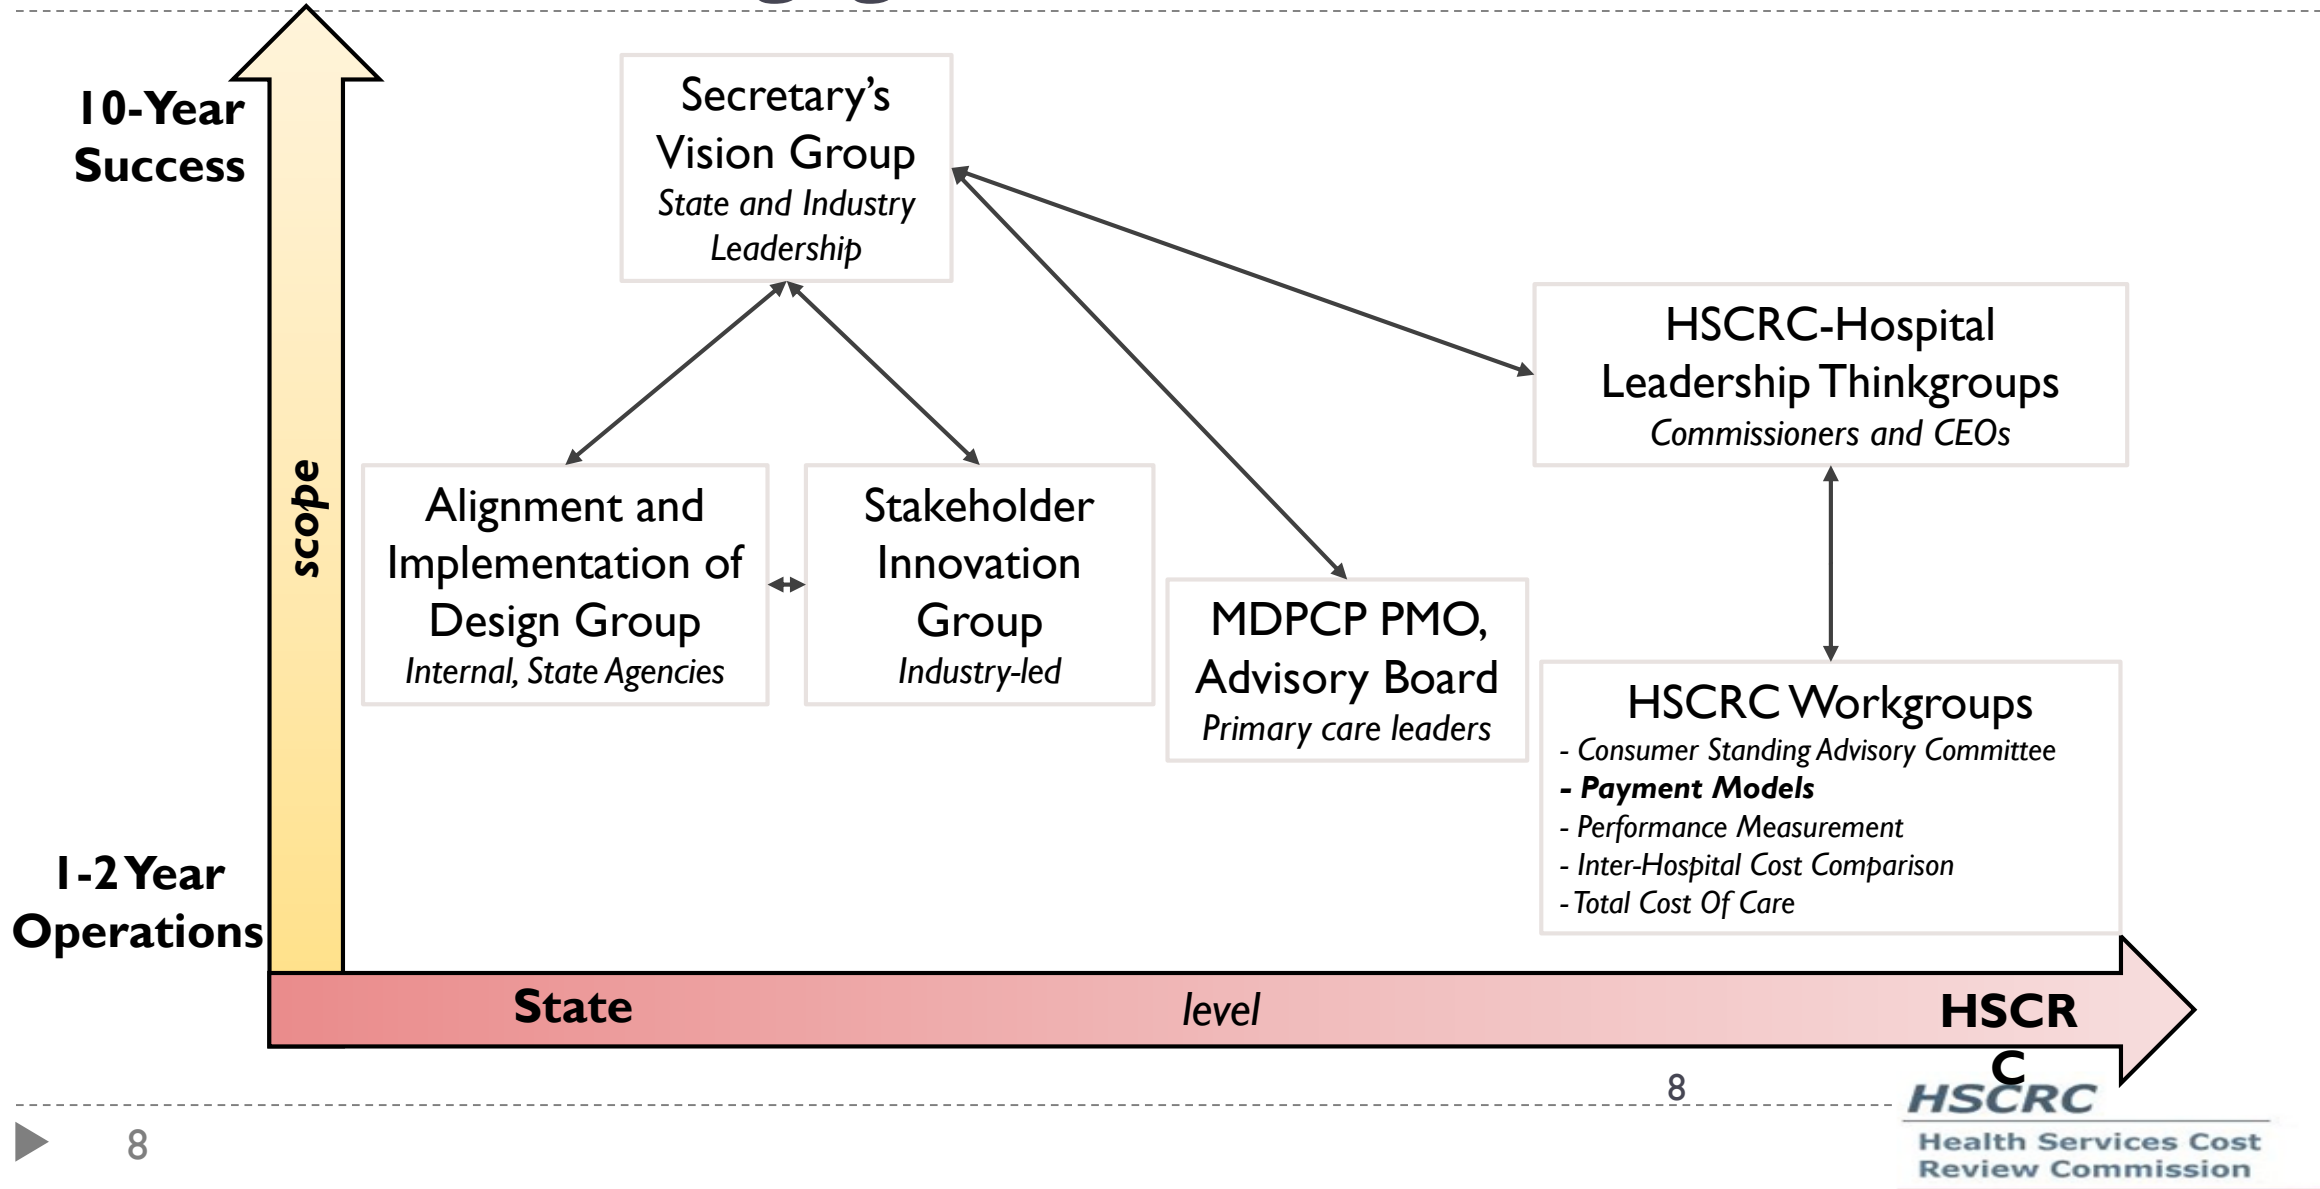 10-Year
Success
Secretary's
Vision Group
State and Industry
Leadership
HSCRC-Hospital
Leadership Thinkgroups
Commissioners and CEOs
scope
Alignment and
Implementation of
Design Group
Internal, State Agencies
Stakeholder
Innovation
Group
Industry-led
MDPCP PMO,
Advisory Board
Primary care leaders
HSCRC Workgroups
- Consumer Standing Advisory Committee
- Payment Models
- Performance Measurement
- Inter-Hospital Cost Comparison
- Total Cost Of Care
1-2 Year
Operations
State
level
HSCR
C
8
8
HSCRC
Health Services Cost
Review Commission